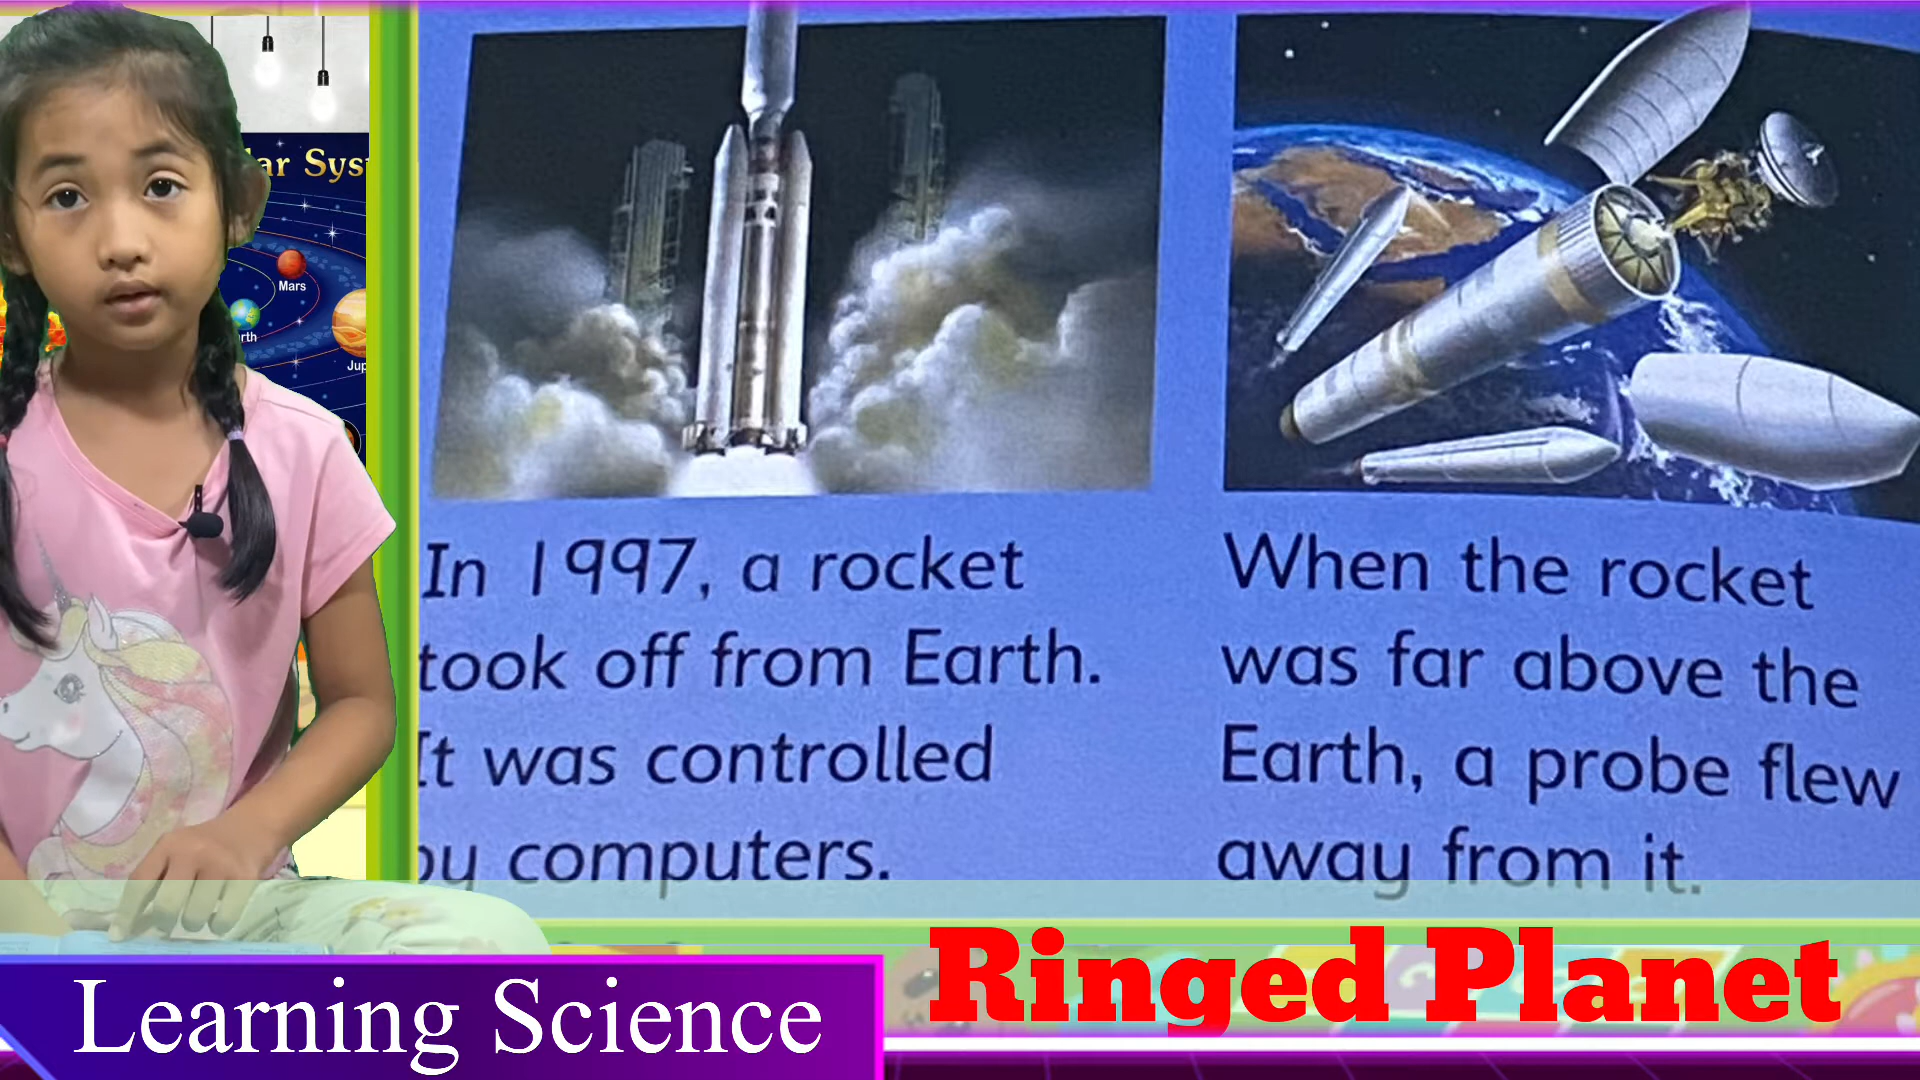 ar Sys
Mars
rth
Jup
In 1997, a rocket
took off from Earth.
It was controlled
by computers.
When the rocket
was far above the
Earth, a probe flew
away from it.
Ringed Planet
Learning Science